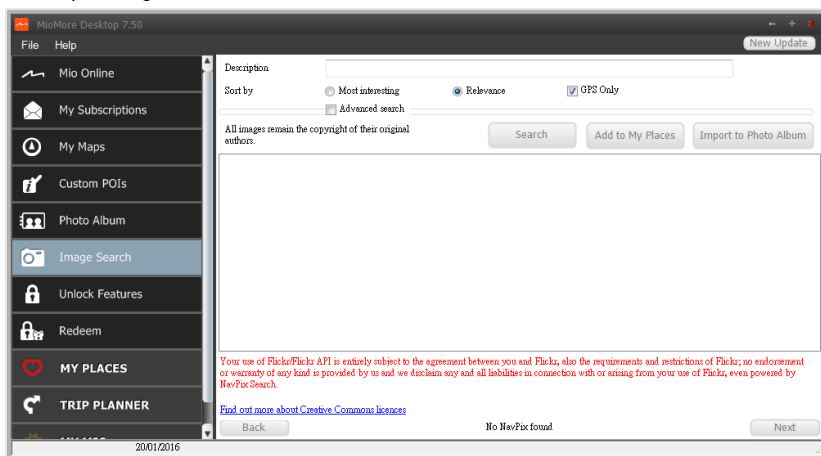 MioMore Desktop 7.50
File Help
New Update
Mio Online
My Subscriptions
My Maps
Custom POIs
Photo Album
Image Search
Unlock Features
Redeem
MY PLACES
TRIP PLANNER
20/01/2016
Description
Sort by Most interesting Relevance GPS Only
Advanced search
All images remain the copyright of their original
authors.
Search Add to My Places Import to Photo Album
Your use of Flickr/Flickr API is entirely subject to the agreement between you and Flickr, also the requirements and restrictions of Flickr; no endorsement
or warranty of any kind is provided by us and we disclaim any and all liabilities in connection with or arising from your use of Flickr, even powered by
NavPix Search.
Find out more about Creative Commons licences
Back No NavPix found Next